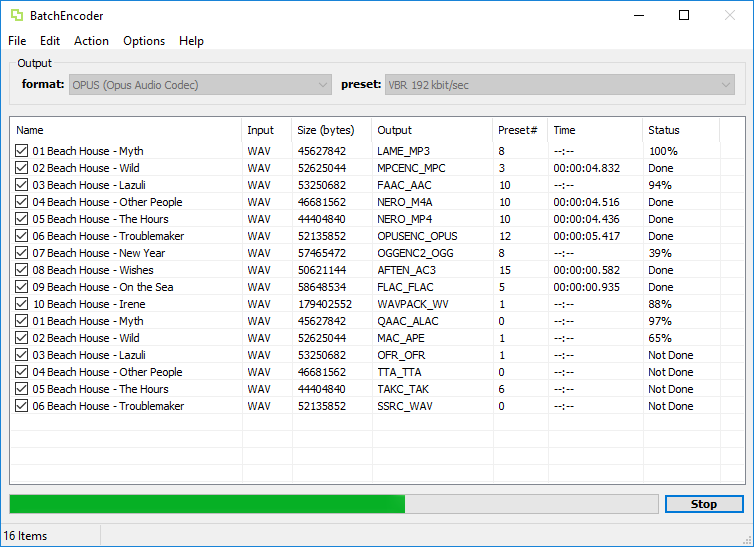 BatchEncoder
File Edit Action Options Help
Output
format: OPUS (Opus Audio Codec) preset: VBR 192 kbit/sec
Name Input Size (bytes) Output Preset# Time Status
01 Beach House - Myth WAV 45627842 LAME_MP3 8 --:-- 100%
02 Beach House - Wild WAV 52625044 MPCENC_MPC 3 00:00:04.832 Done
03 Beach House - Lazuli WAV 53250682 FAAC_AAC 10 --:-- 94%
04 Beach House - Other People WAV 46681562 NERO_M4A 10 00:00:04.516 Done
05 Beach House - The Hours WAV 44404840 NERO_MP4 10 00:00:04.436 Done
06 Beach House - Troublemaker WAV 52135852 OPUSENC_OPUS 12 00:00:05.417 Done
07 Beach House - New Year WAV 57465472 OGGENC2_OGG 8 --:-- 39%
08 Beach House - Wishes WAV 50621144 AFTEN_AC3 15 00:00:00.582 Done
09 Beach House - On the Sea WAV 58648534 FLAC_FLAC 5 00:00:00.935 Done
10 Beach House - Irene WAV 179402552 WAVPACK_WV 1 --:-- 88%
01 Beach House - Myth WAV 45627842 QAAC_ALAC 0 --:-- 97%
02 Beach House - Wild WAV 52625044 MAC_APE 1 --:-- 65%
03 Beach House - Lazuli WAV 53250682 OFR_OFR 1 --:-- Not Done
04 Beach House - Other People WAV 46681562 TTA_TTA 0 --:-- Not Done
05 Beach House - The Hours WAV 44404840 TAKC_TAK 6 --:-- Not Done
06 Beach House - Troublemaker WAV 52135852 SSRC_WAV 0 --:-- Not Done
Stop
16 Items